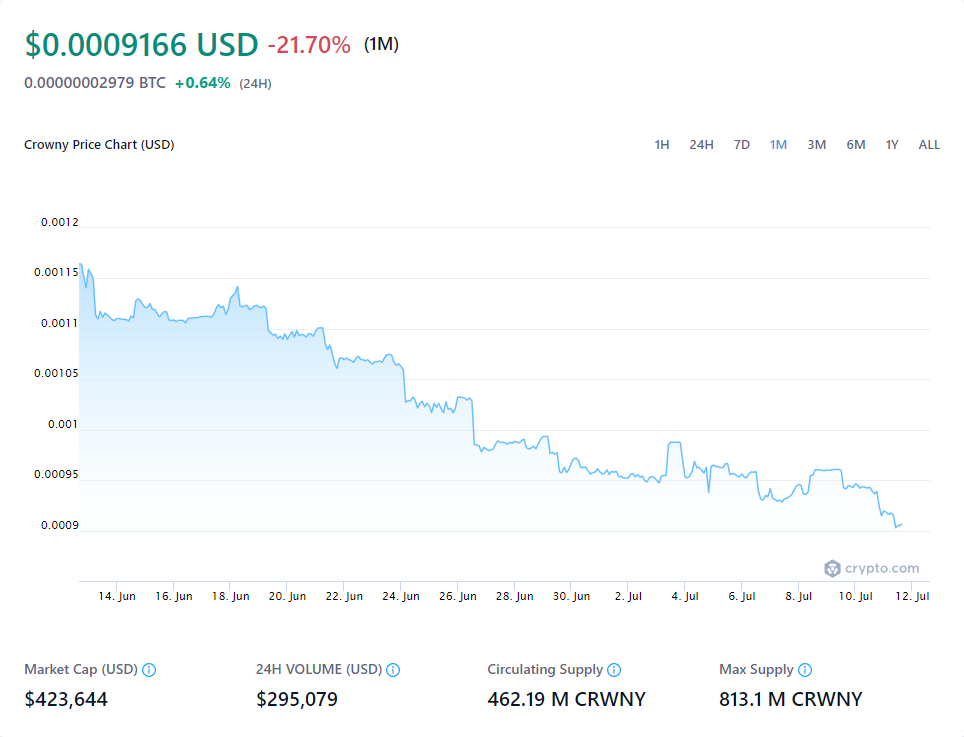 $0.0009166 USD -21.70% (1M)
0.00000002979 BTC +0.64% (24H)
Crowny Price Chart (USD) 1H 24H 7D 1M 3M 6M 1Y ALL
0.0012
0.00115
0.0011
0.00105
0.001
0.00095
0.0009
crypto.com
14. Jun 16. Jun 18. Jun 20. Jun 22. Jun 24. Jun 26. Jun 28. Jun 30. Jun 2. Jul 4. Jul 6. Jul 8. Jul 10. Jul 12. Jul
Market Cap (USD) 24H VOLUME (USD) Circulating Supply Max Supply
$423,644 $295,079 462.19 M CRWNY 813.1 M CRWNY